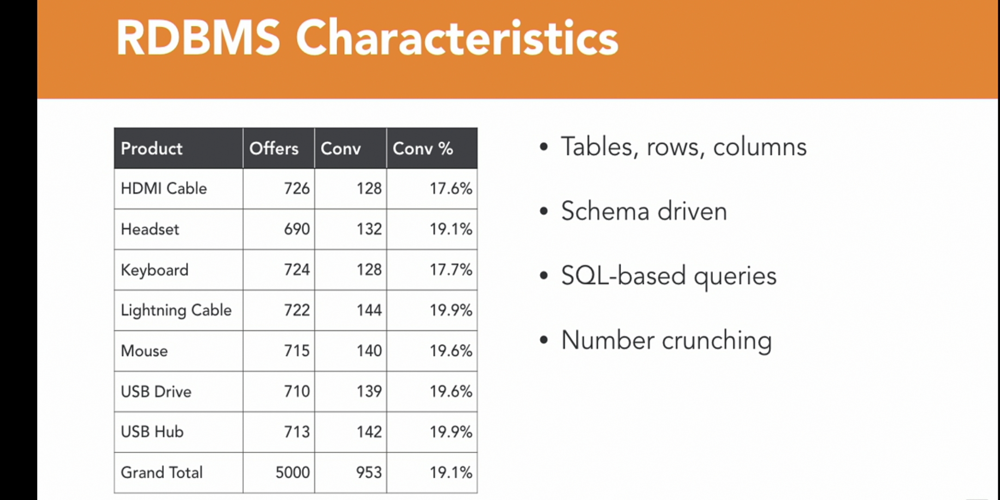 RDBMS Characteristics
Product Offers Conv Conv %
HDMI Cable 726 128 17.6%
Headset 690 132 19.1%
Keyboard 724 128 17.7%
Lightning Cable 722 144 19.9%
Mouse 715 140 19.6%
USB Drive 710 139 19.6%
USB Hub 713 142 19.9%
Grand Total 5000 953 19.1%
• Tables, rows, columns
• Schema driven
• SQL-based queries
• Number crunching